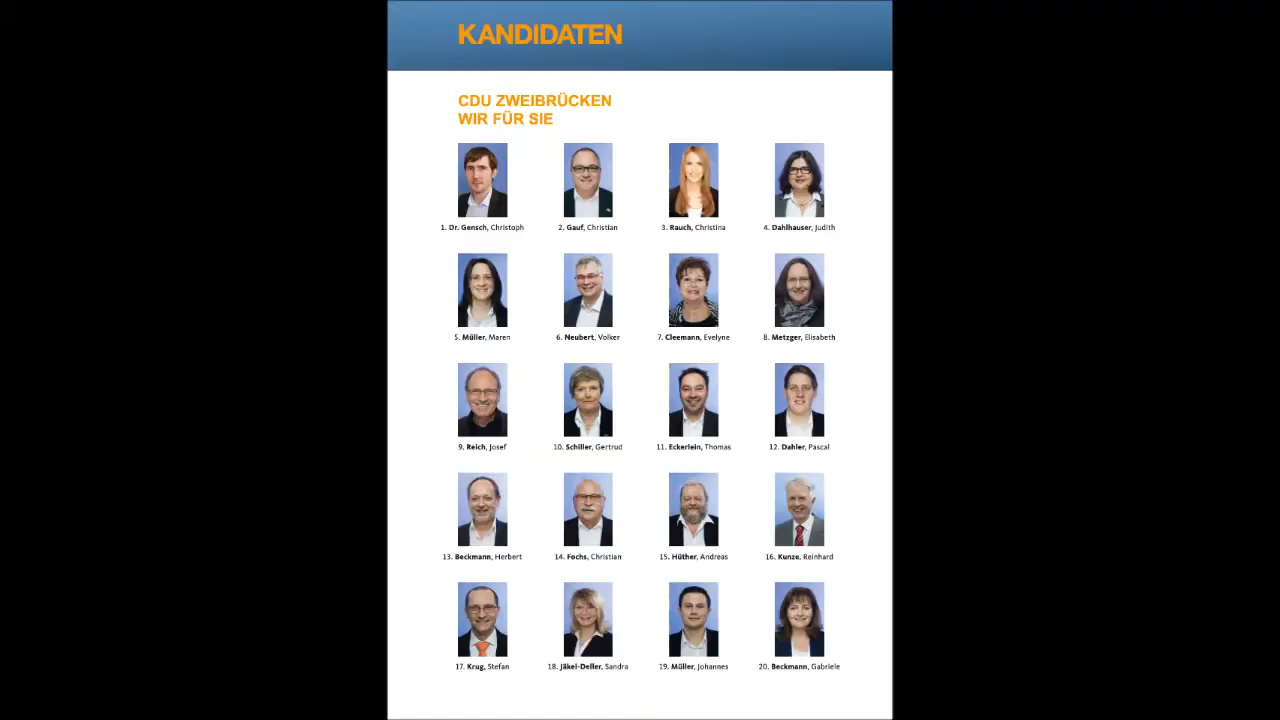 KANDIDATEN
CDU ZWEIBRÜCKEN
WIR FÜR SIE
1. Dr. Gensch, Christoph
2. Gauf, Christian
3. Rauch, Christina
4. Dahlhauser, Judith
5. Müller, Maren
6. Neubert, Volker
7. Cleemann, Evelyne
8. Metzger, Elisabeth
9. Reich, Josef
10. Schiller, Gertrud
11. Eckerlein, Thomas
12. Dahler, Pascal
13. Beckmann, Herbert
14. Fochs, Christian
15. Hüther, Andreas
16. Kunze, Reinhard
17. Krug, Stefan
18. Jäkel-Deller, Sandra
19. Müller, Johannes
20. Beckmann, Gabriele